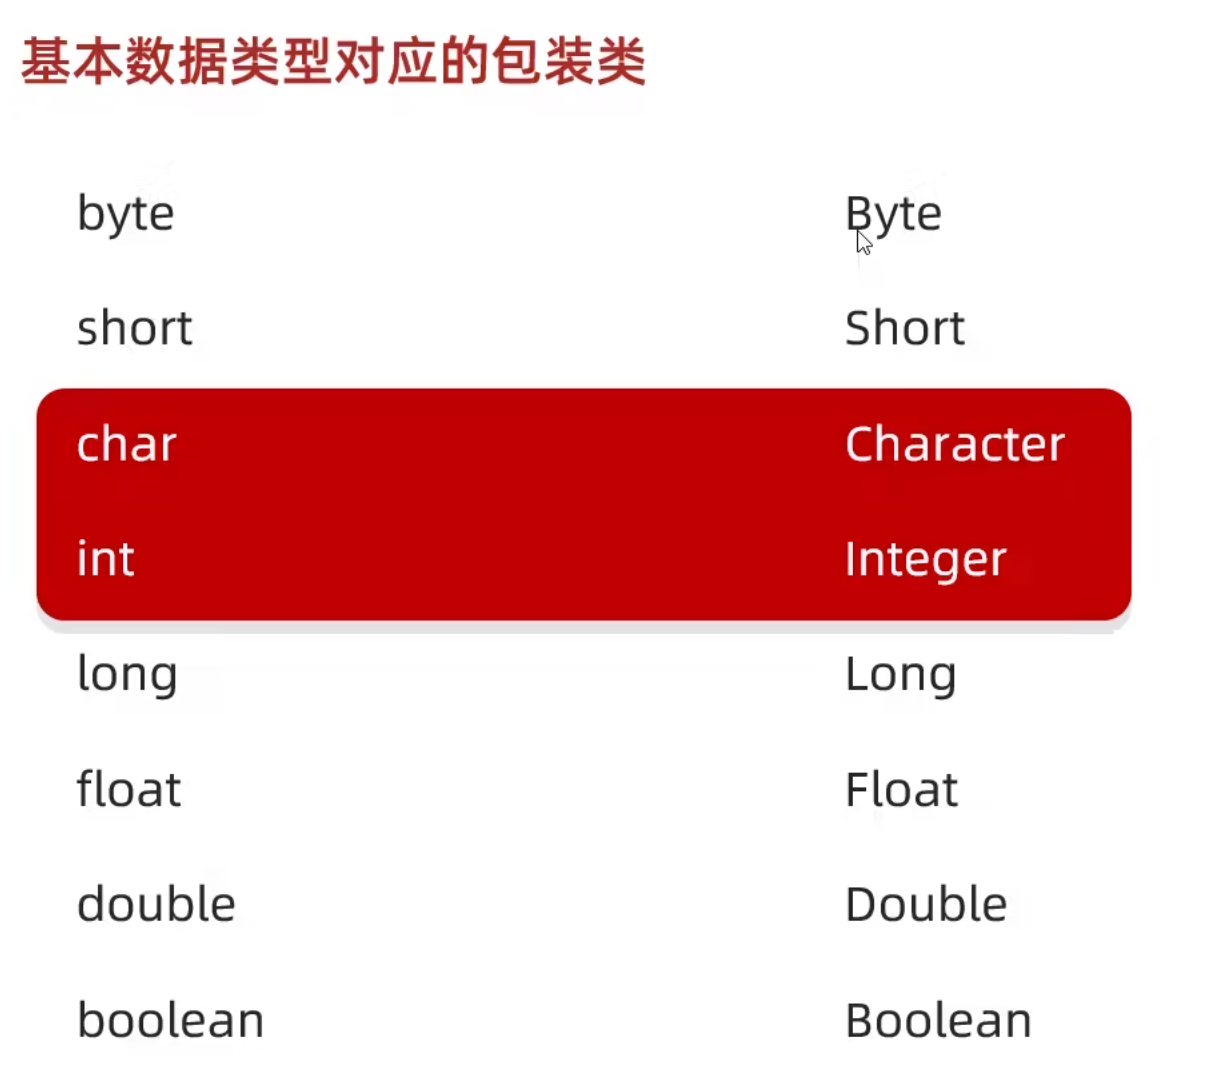 基本数据类型对应的包装类
byte Byte
short Short
char Character
int Integer
long Long
float Float
double Double
boolean Boolean